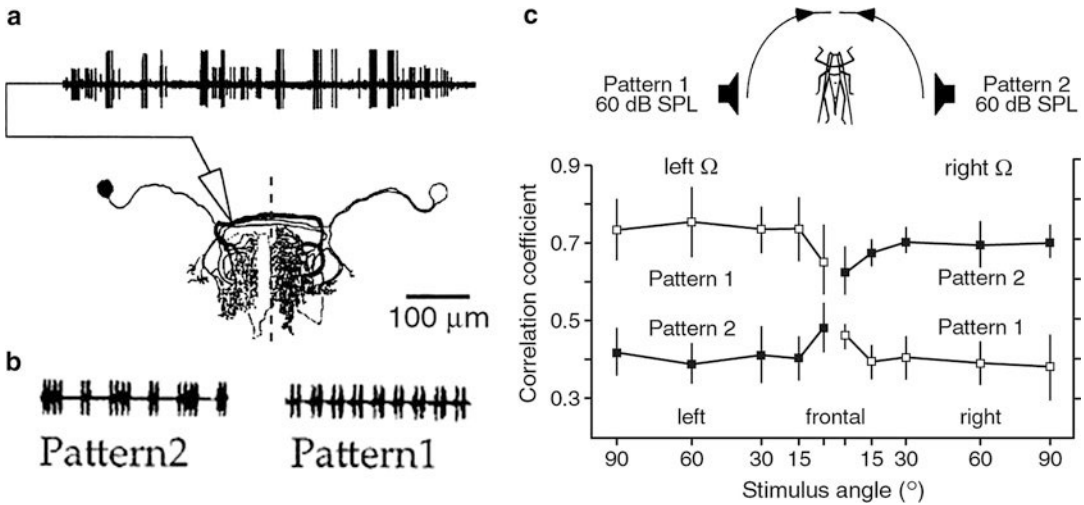 a
100 µm
b
Pattern2
Pattern1
c
Pattern 1
60 dB SPL
Pattern 2
60 dB SPL
Correlation coefficient
0.9
0.7
0.5
0.3
left Ω
right Ω
Pattern 1
Pattern 2
Pattern 2
Pattern 1
left
frontal
right
90
60
30
15
15
30
60
90
Stimulus angle (°)